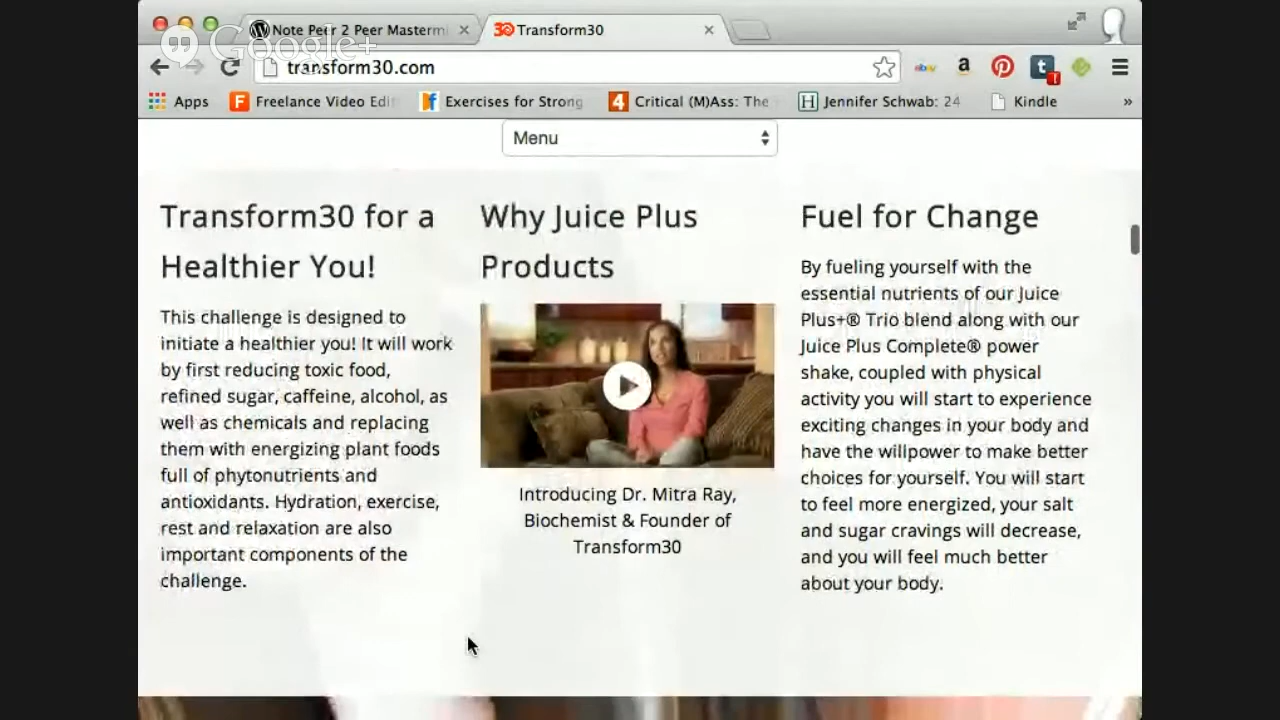 Note Peer 2 Peer Mastermi
Transform30
Google+
transform30.com
ebay
a
t
Apps
Freelance Video Edi
Exercises for Strong
4
Critical (M)Ass: The
H
Jennifer Schwab: 24
Kindle
»
Menu
Transform30 for a
Healthier You!
This challenge is designed to
initiate a healthier you! It will work
by first reducing toxic food,
refined sugar, caffeine, alcohol, as
well as chemicals and replacing
them with energizing plant foods
full of phytonutrients and
antioxidants. Hydration, exercise,
rest and relaxation are also
important components of the
challenge.
Why Juice Plus
Products
Introducing Dr. Mitra Ray,
Biochemist & Founder of
Transform30
Fuel for Change
By fueling yourself with the
essential nutrients of our Juice
Plus+® Trio blend along with our
Juice Plus Complete® power
shake, coupled with physical
activity you will start to experience
exciting changes in your body and
have the willpower to make better
choices for yourself. You will start
to feel more energized, your salt
and sugar cravings will decrease,
and you will feel much better
about your body.